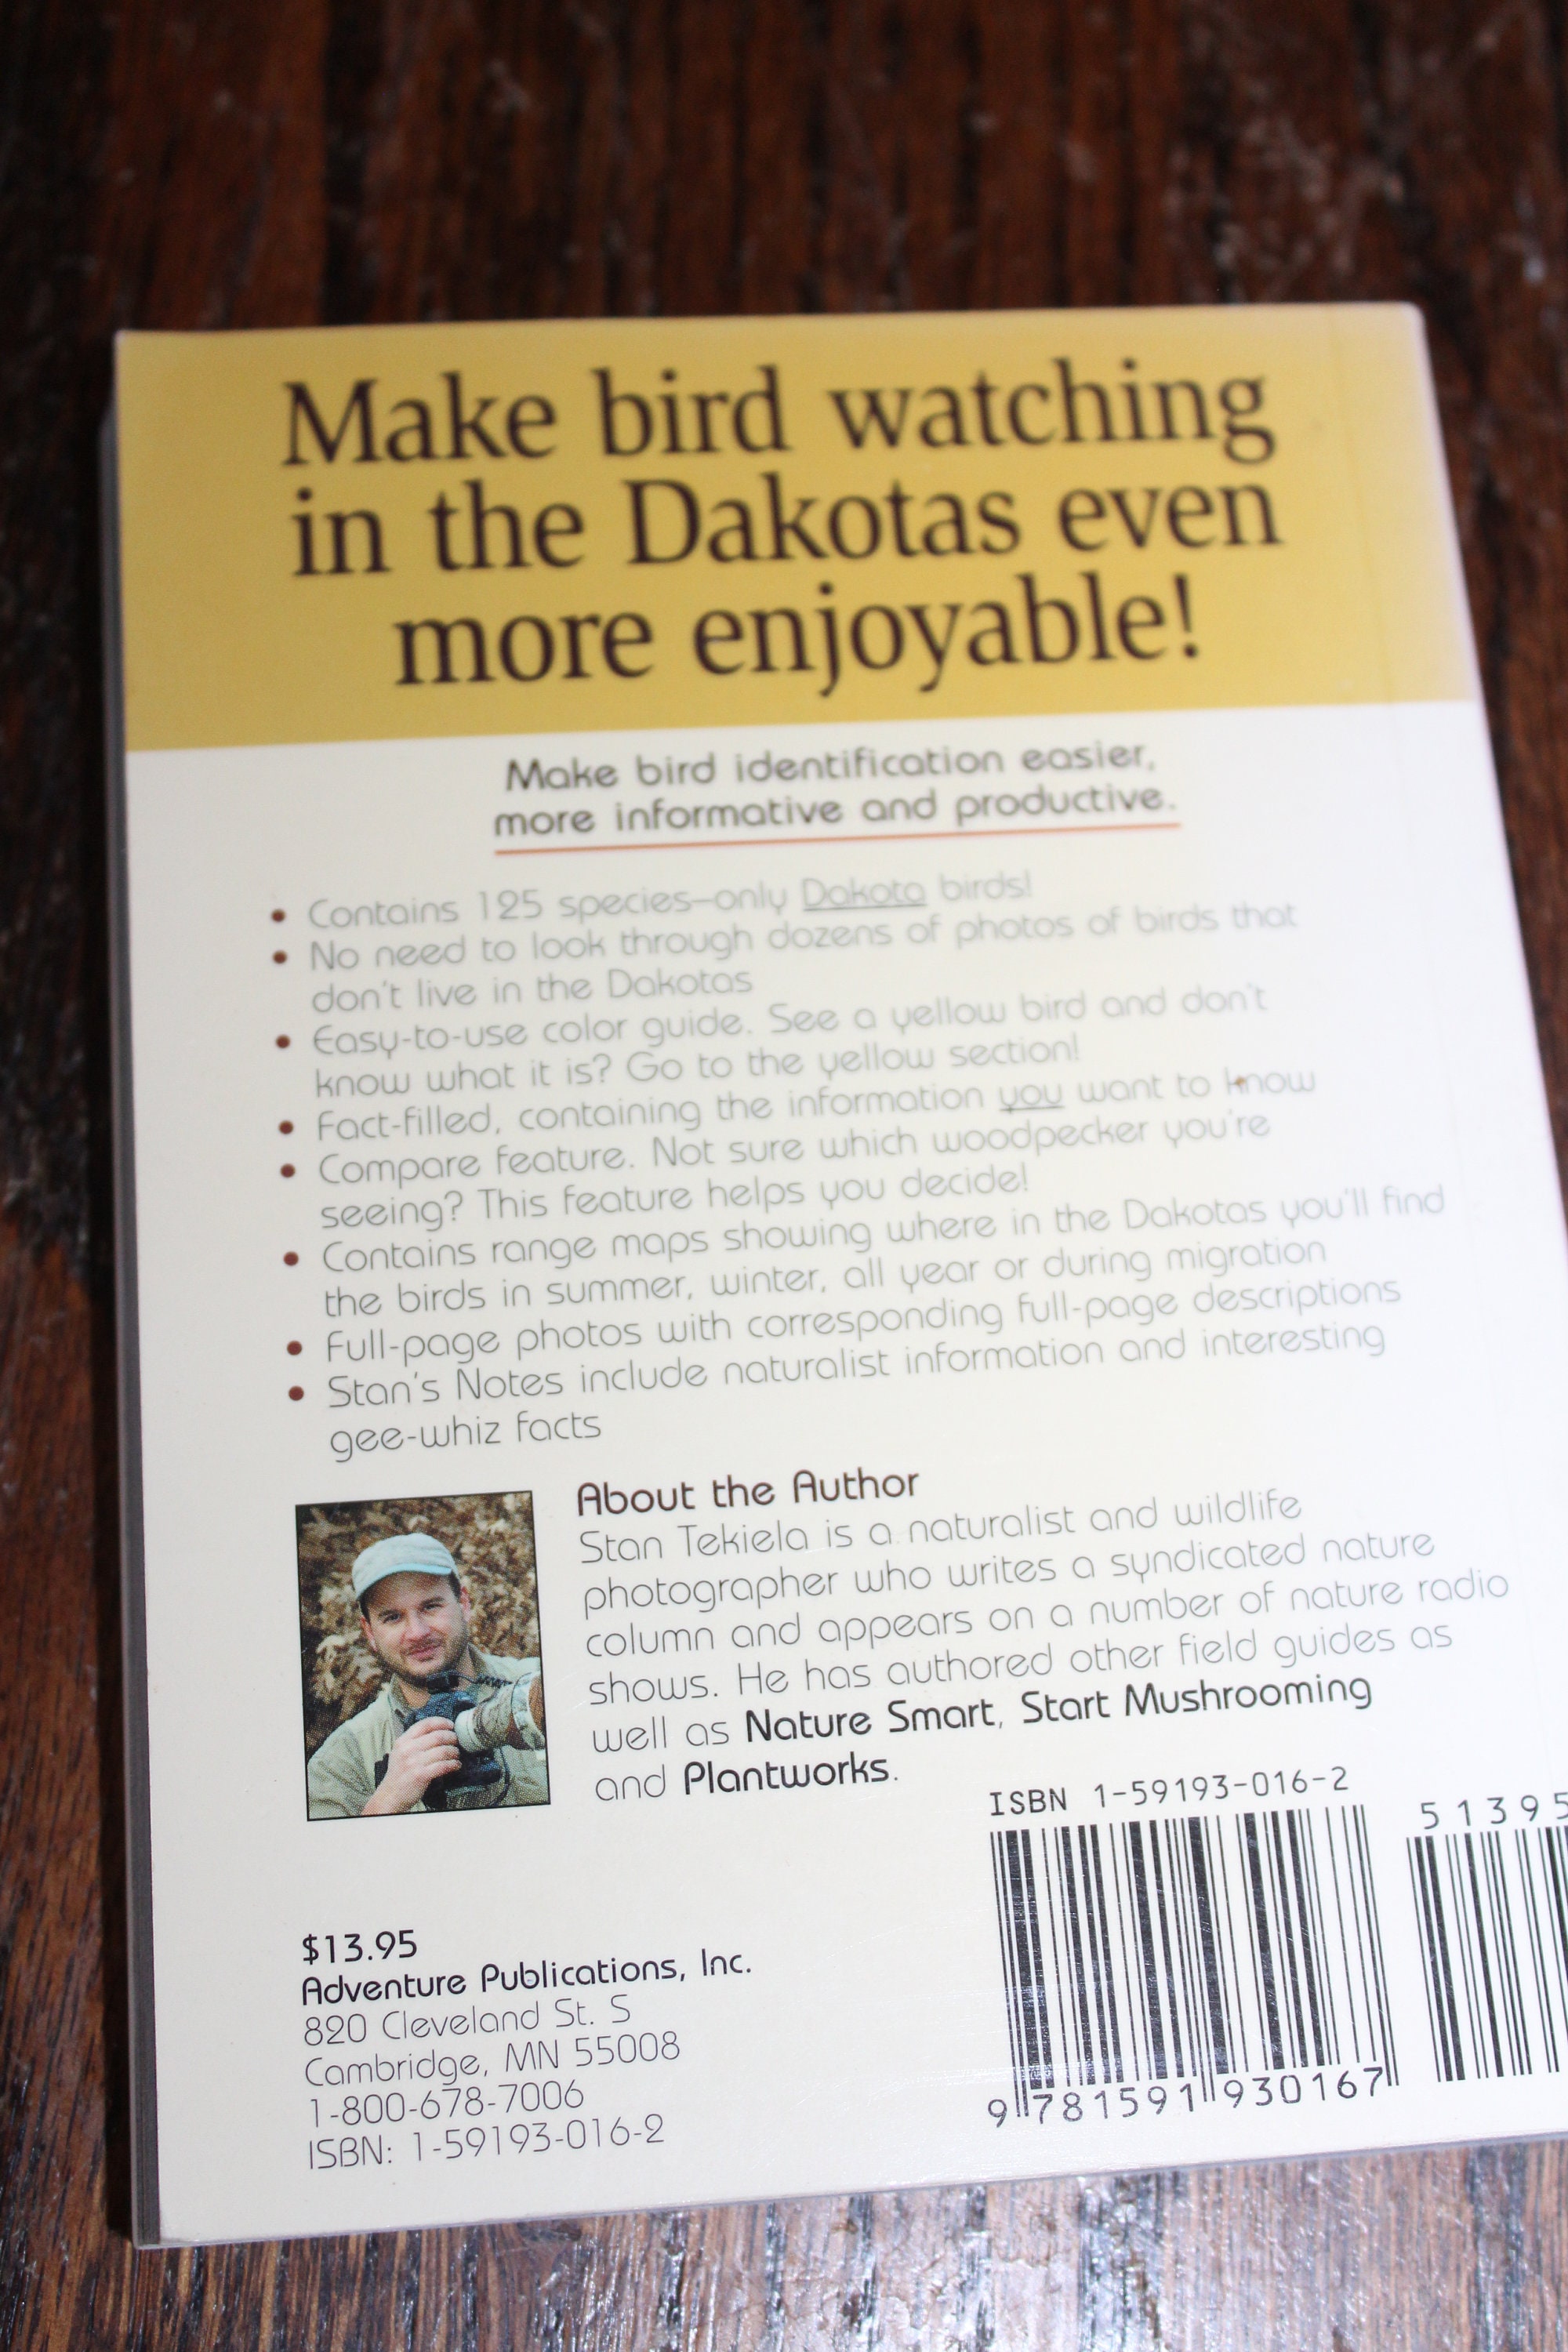 Make bird watching
in the Dakotas even
more enjoyable!
Make bird identification easier,
more informative and productive.
• Contains 125 species–only Dakota birds!
• No need to look through dozens of photos of birds that
don't live in the Dakotas
• Easy-to-use color guide. See a yellow bird and don't
know what it is? Go to the yellow section!
• Fact-filled, containing the information you want to know
• Compare feature. Not sure which woodpecker you're
seeing? This feature helps you decide!
• Contains range maps showing where in the Dakotas you'll find
the birds in summer, winter, all year or during migration
• Full-page photos with corresponding full-page descriptions
• Stan's Notes include naturalist information and interesting
gee-whiz facts
About the Author
Stan Tekiela is a naturalist and wildlife
photographer who writes a syndicated nature
column and appears on a number of nature radio
shows. He has authored other field guides as
well as Nature Smart, Start Mushrooming
and Plantworks.
ISBN 1-59193-016-2
51395
9 781591 930167
$13.95
Adventure Publications, Inc.
820 Cleveland St. S
Cambridge, MN 55008
1-800-678-7006
ISBN: 1-59193-016-2